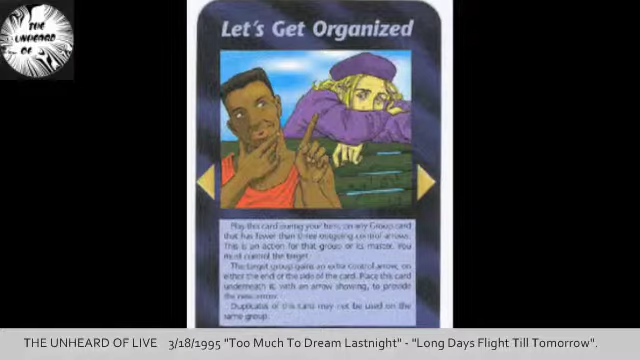 THE
UNHEARD
OF
Let's Get Organized
Play this card during your turn, on any Group card
that has fewer than three outgoing control arrows.
This is an action for that group or its master. You
must control the target.
The target group gains an extra control arrow, on
either the end or the side of the card. Place this card
underneath it, with an arrow showing, to provide
the new arrow.
Duplicates of this card may not be used on the
same group.
THE UNHEARD OF LIVE 3/18/1995 "Too Much To Dream Lastnight" - "Long Days Flight Till Tomorrow".